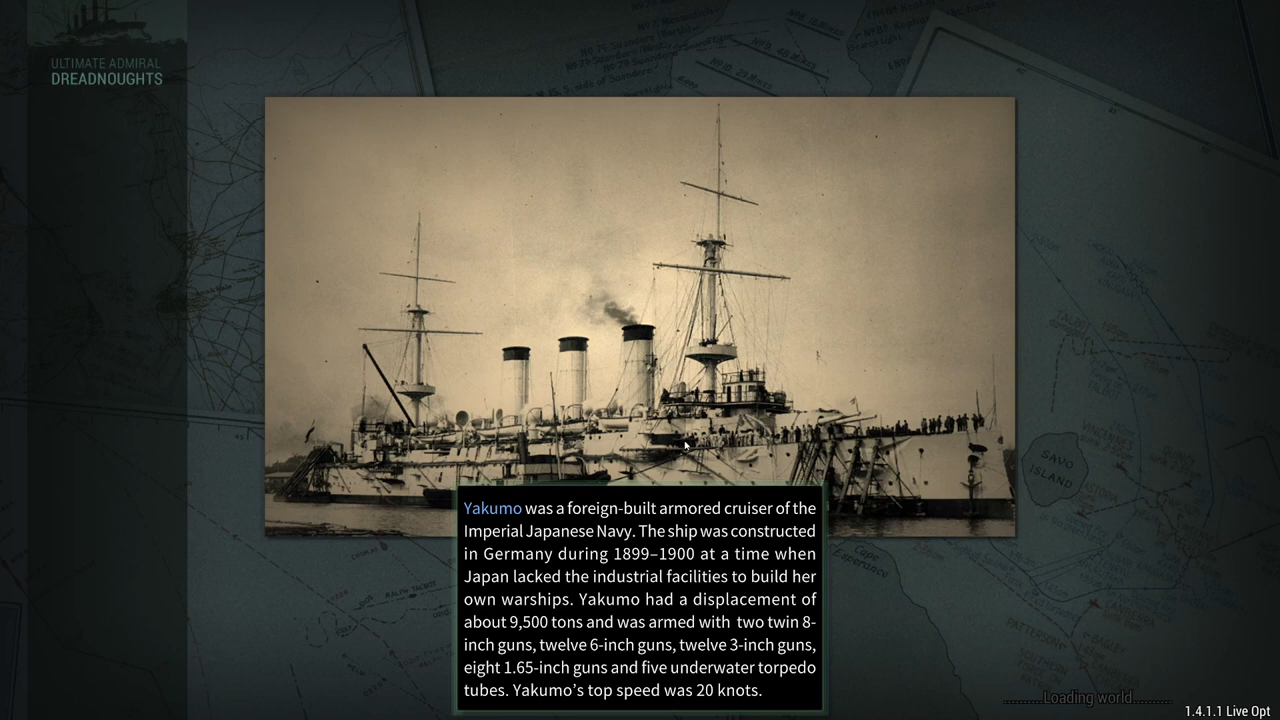 ULTIMATE ADMIRAL
DREADNOUGHTS
SAVO
ISLAND
Cape
Esperance
Yakumo was a foreign-built armored cruiser of the
Imperial Japanese Navy. The ship was constructed
in Germany during 1899–1900 at a time when
Japan lacked the industrial facilities to build her
own warships. Yakumo had a displacement of
about 9,500 tons and was armed with two twin 8-
inch guns, twelve 6-inch guns, twelve 3-inch guns,
eight 1.65-inch guns and five underwater torpedo
tubes. Yakumo's top speed was 20 knots.
..................Loading world..........
1.4.1.1 Live Opt